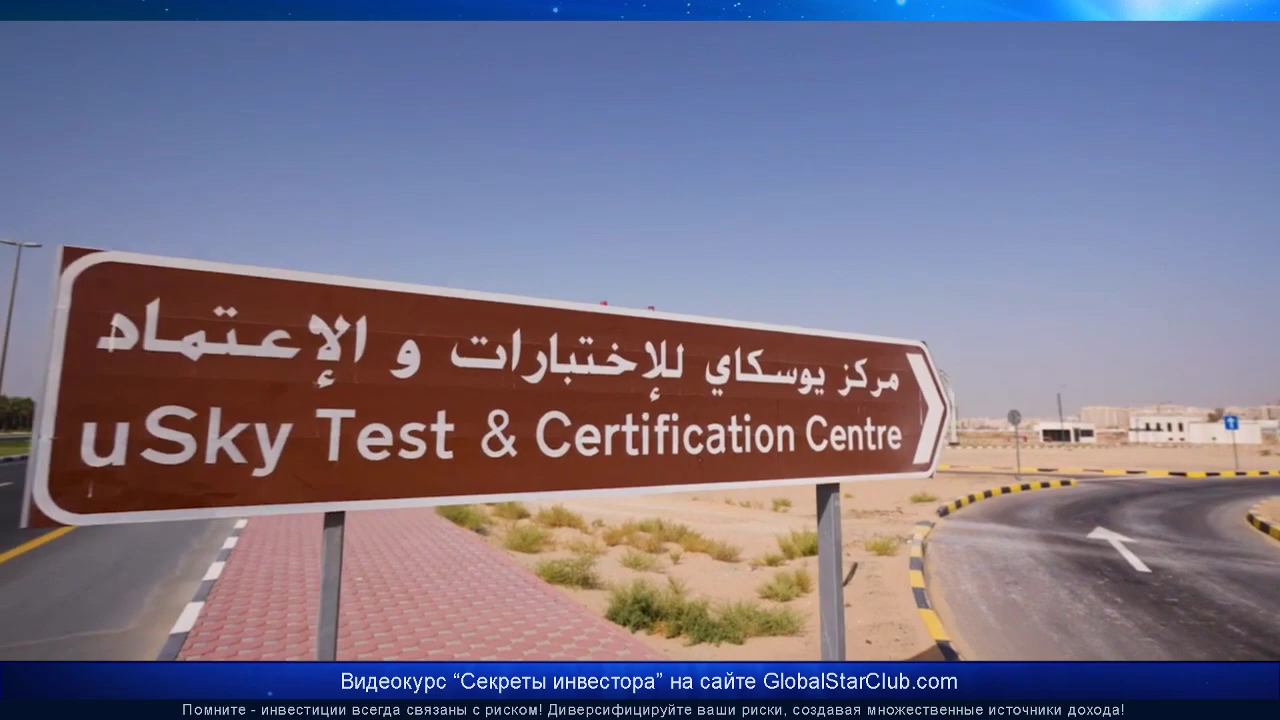 مركز يوسكاي للإختبارات و الإعتماد
uSky Test & Certification Centre
Видеокурс “Секреты инвестора” на сайте GlobalStarClub.com
Помните - инвестиции всегда связаны с риском! Диверсифицируйте ваши риски, создавая множественные источники дохода!